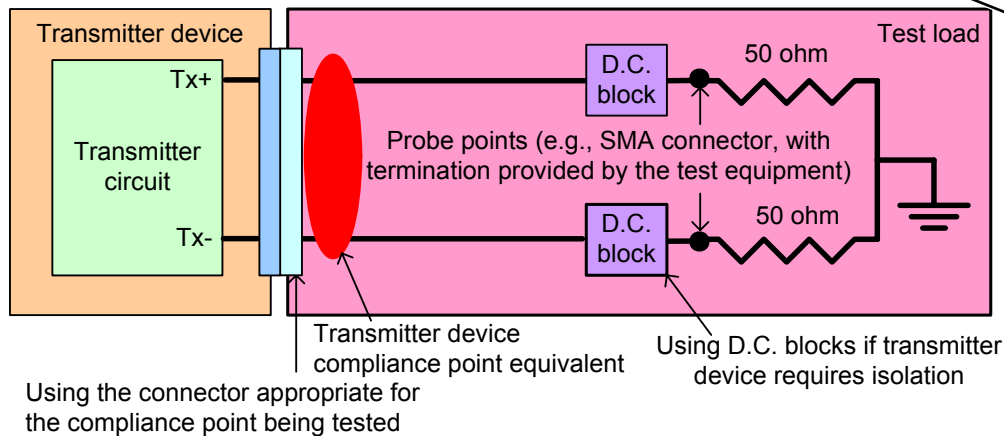 Transmitter device
Test load
Tx+
D.C.
block
50 ohm
Transmitter
circuit
Probe points (e.g., SMA connector, with
termination provided by the test equipment)
Tx-
D.C.
block
50 ohm
Transmitter device
compliance point equivalent
Using D.C. blocks if transmitter
device requires isolation
Using the connector appropriate for
the compliance point being tested